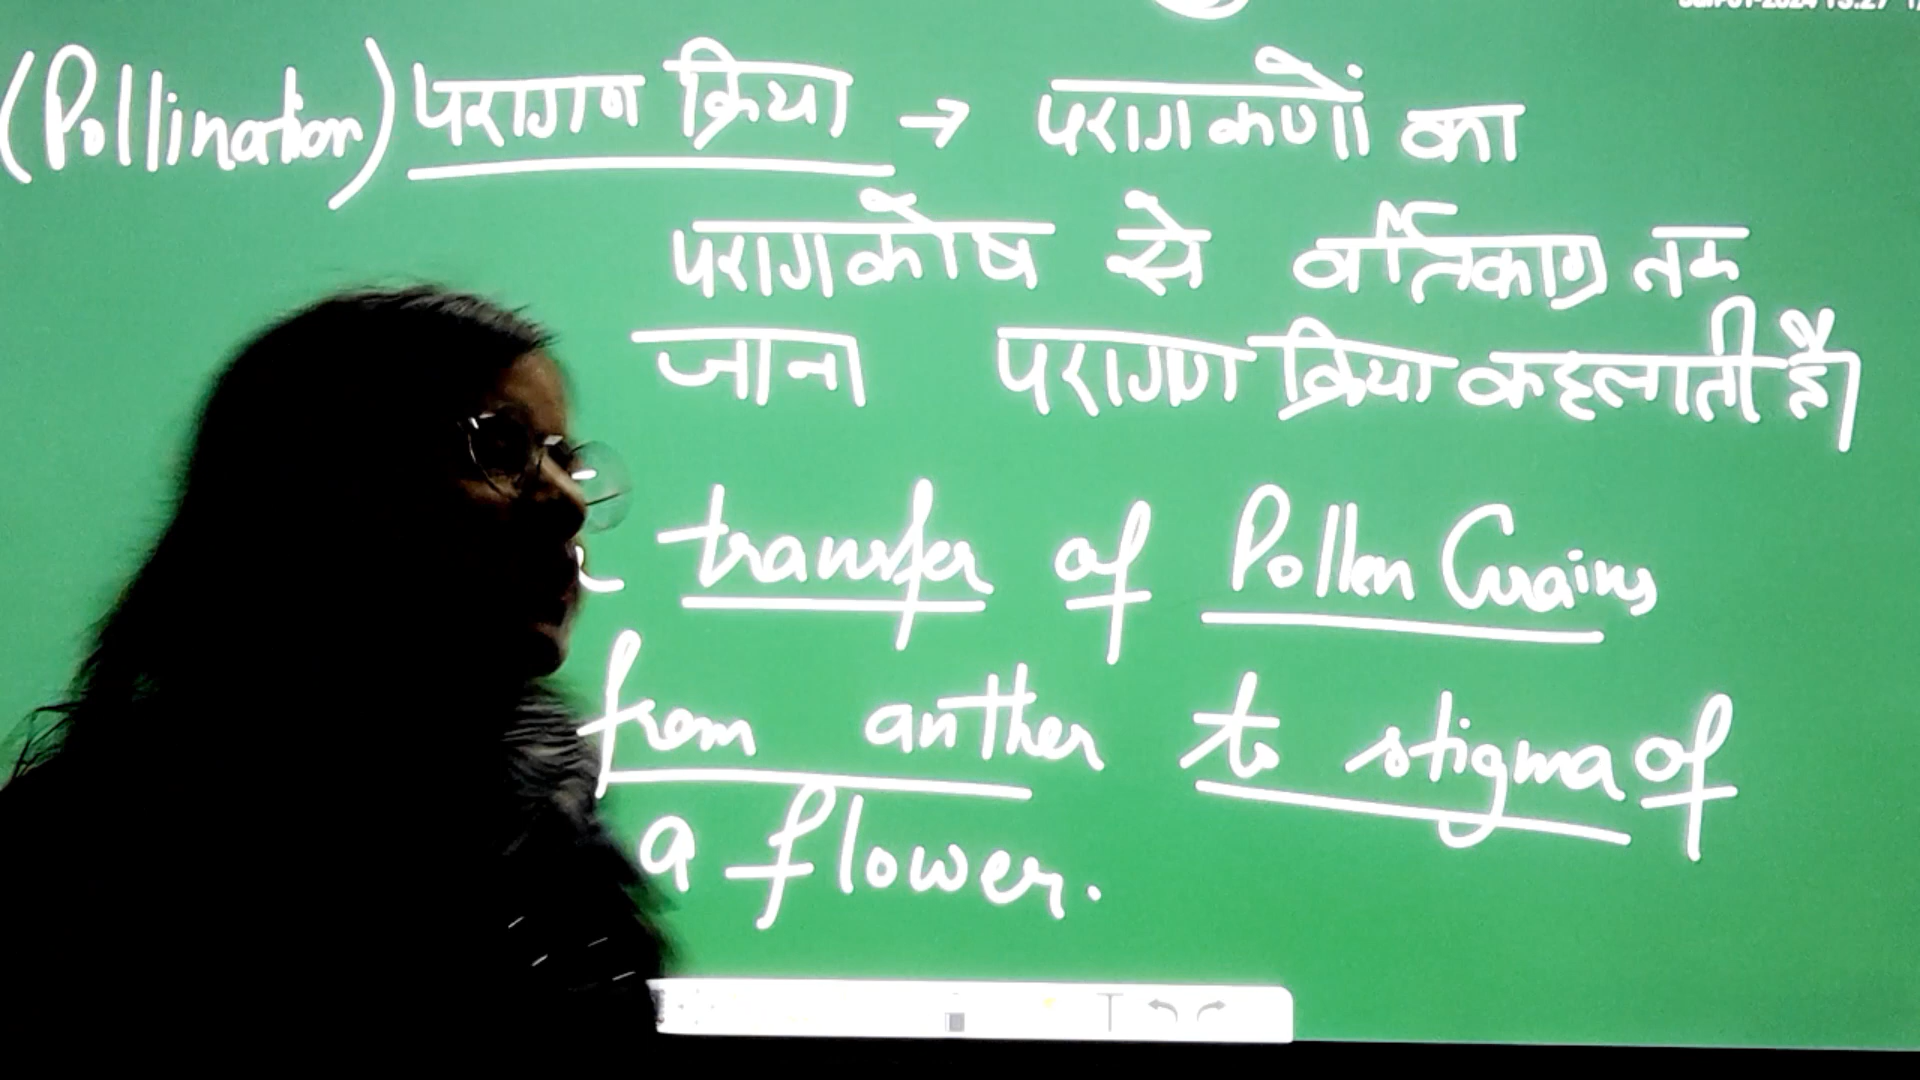 (Pollination) परागण क्रिया → परागकणों का
परागकोष से वर्तिकाग्र तक
जाना परागण क्रिया कहलाती है।
transfer of Pollen Grains
from anther to stigma of
a flower.